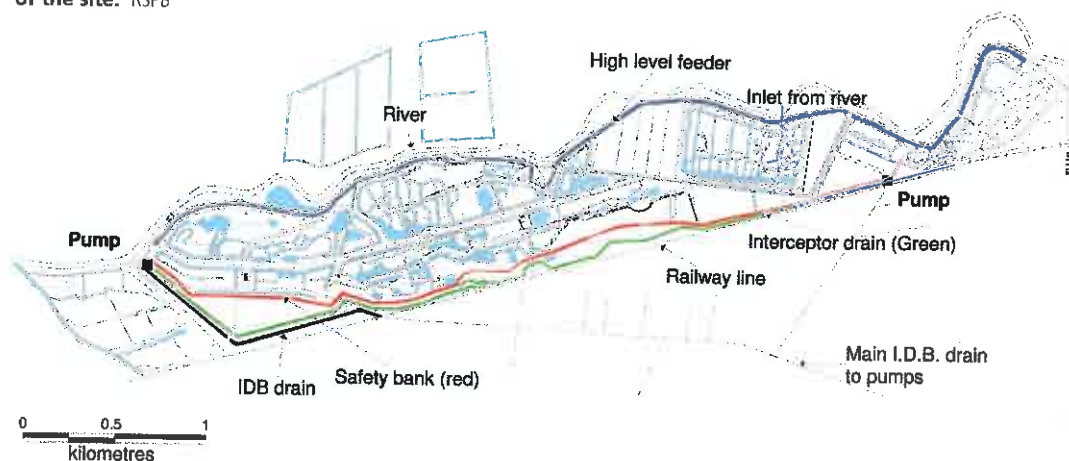 of the site. RSPB
High level feeder
River
Inlet from river
Pump
Pump
Interceptor drain (Green)
Railway line
Main I.D.B. drain
to pumps
IDB drain
Safety bank (red)
0 0.5 1
kilometres